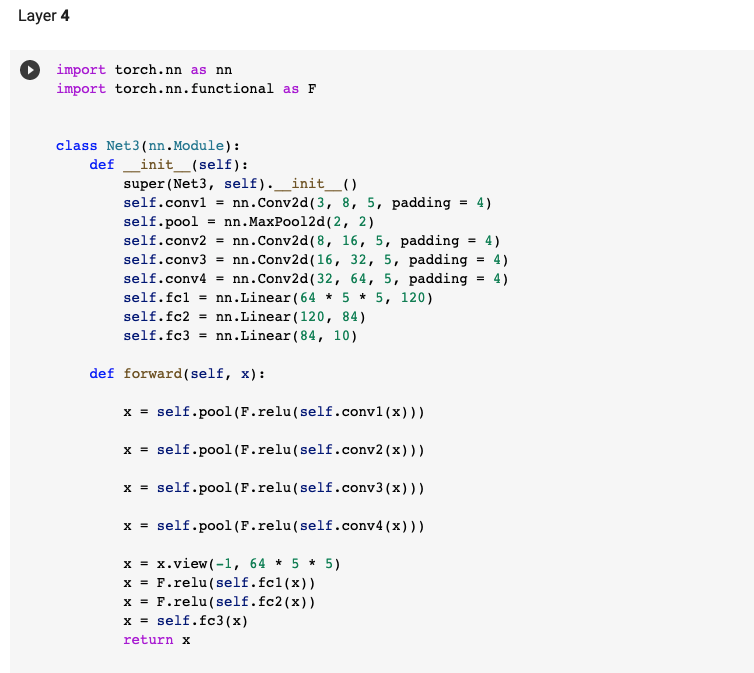 Layer 4
import torch.nn as nn
import torch.nn.functional as F
class Net3(nn.Module):
def __init__(self):
super(Net3, self).__init__()
self.conv1 = nn.Conv2d(3, 8, 5, padding = 4)
self.pool = nn.MaxPool2d(2, 2)
self.conv2 = nn.Conv2d(8, 16, 5, padding = 4)
self.conv3 = nn.Conv2d(16, 32, 5, padding = 4)
self.conv4 = nn.Conv2d(32, 64, 5, padding = 4)
self.fc1 = nn.Linear(64 * 5 * 5, 120)
self.fc2 = nn.Linear(120, 84)
self.fc3 = nn.Linear(84, 10)
def forward(self, x):
x = self.pool(F.relu(self.conv1(x)))
x = self.pool(F.relu(self.conv2(x)))
x = self.pool(F.relu(self.conv3(x)))
x = self.pool(F.relu(self.conv4(x)))
x = x.view(-1, 64 * 5 * 5)
x = F.relu(self.fc1(x))
x = F.relu(self.fc2(x))
x = self.fc3(x)
return x